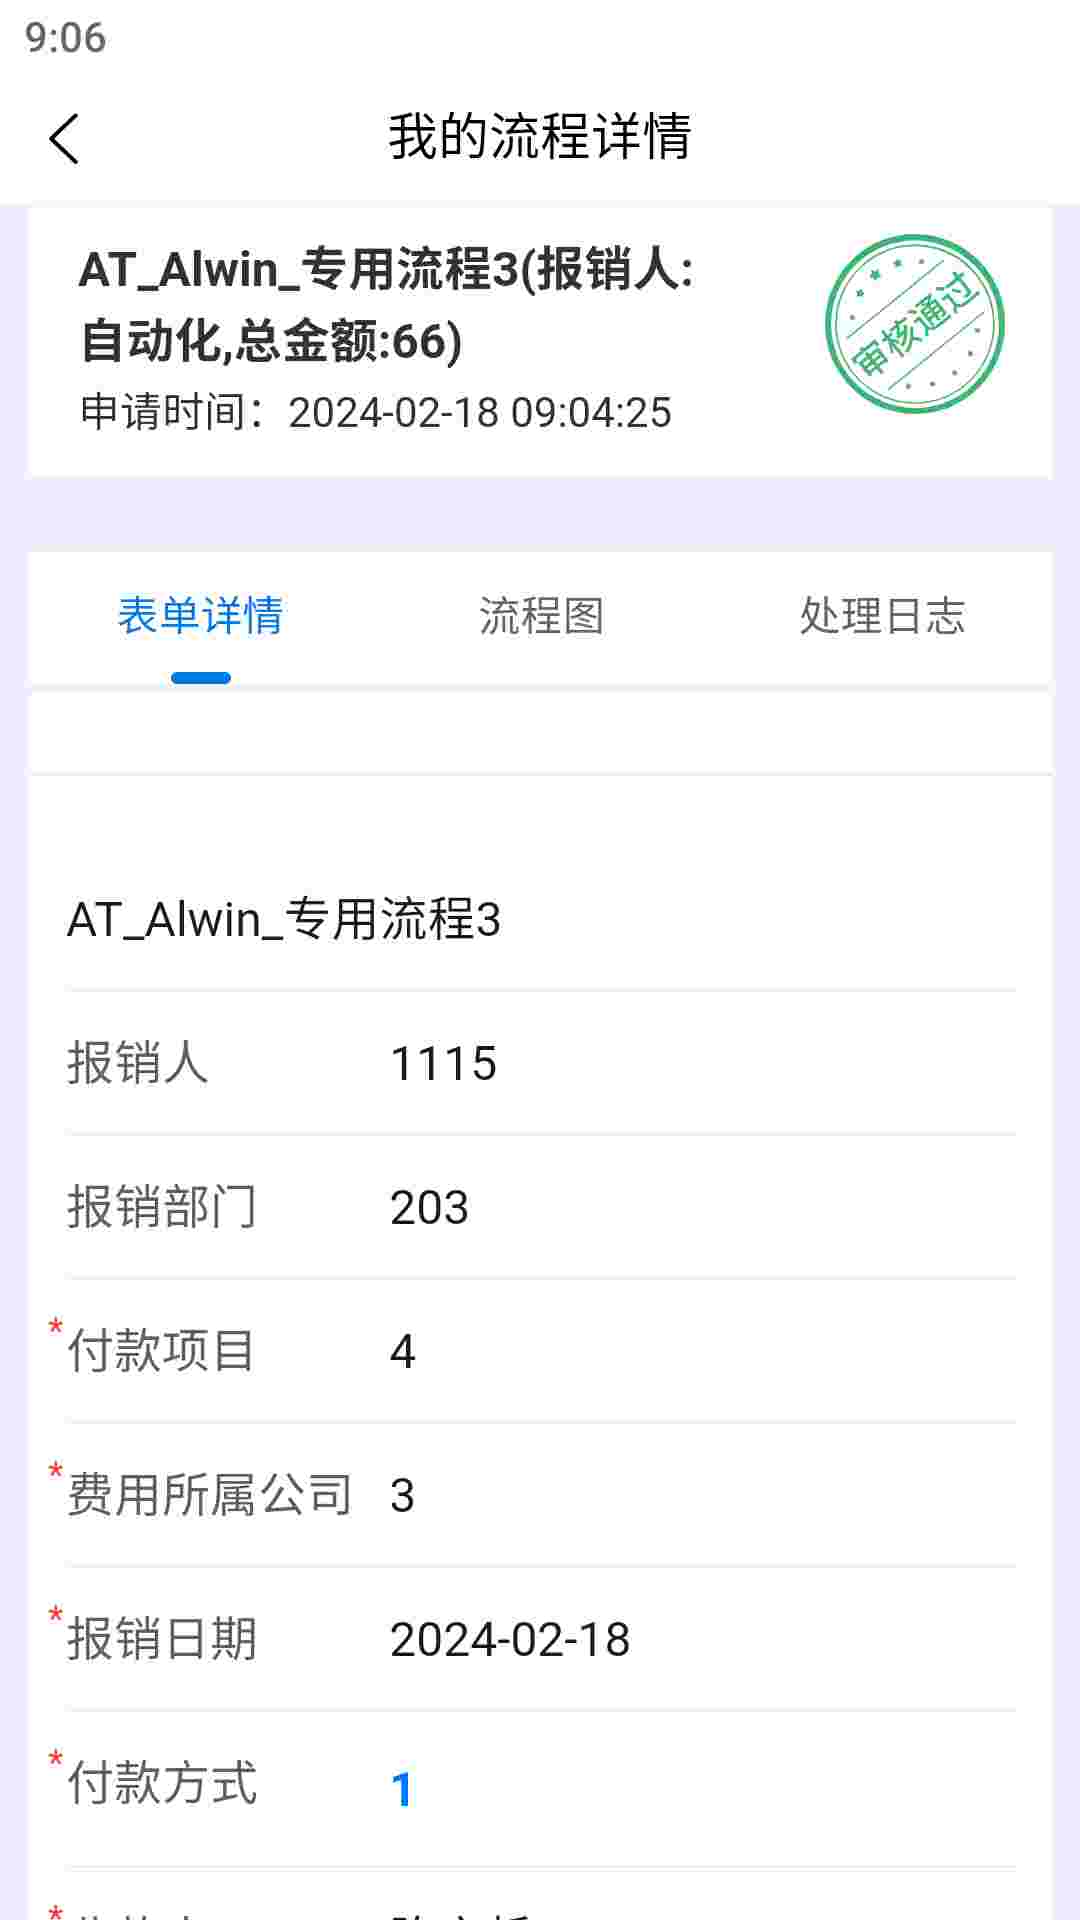 9:06
我的流程详情
AT_Alwin_专用流程3(报销人:
自动化,总金额:66)
申请时间：2024-02-18 09:04:25
审核通过
表单详情 流程图 处理日志
AT_Alwin_专用流程3
报销人 1115
报销部门 203
*付款项目 4
*费用所属公司 3
*报销日期 2024-02-18
*付款方式 1
*